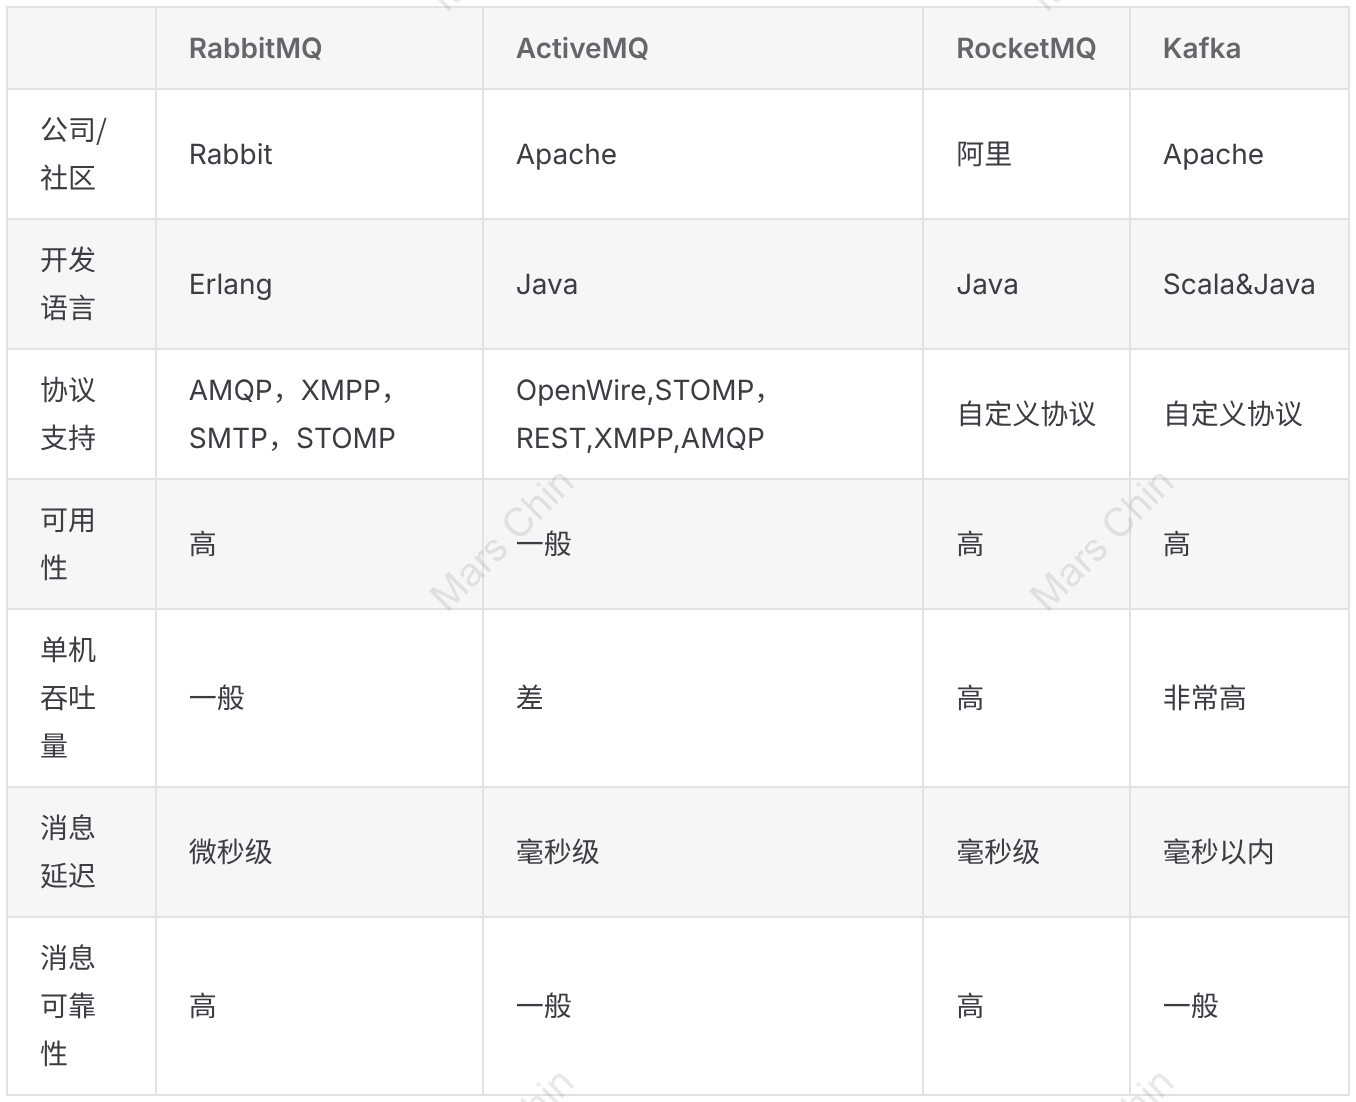 RabbitMQ ActiveMQ RocketMQ Kafka
公司/
社区
Rabbit Apache 阿里 Apache
开发
语言
Erlang Java Java Scala&Java
协议
支持
AMQP，XMPP，
SMTP，STOMP
OpenWire,STOMP，
REST,XMPP,AMQP
自定义协议 自定义协议
可用
性
高 一般 高 高
单机
吞吐
量
一般 差 高 非常高
消息
延迟
微秒级 毫秒级 毫秒级 毫秒以内
消息
可靠
性
高 一般 高 一般
Mars Chin
Mars Chin